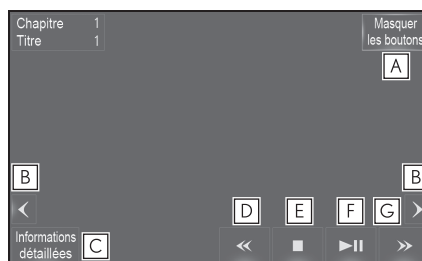 Chapitre 1
Titre 1
Masquer
les boutons
A
B
B
D
E
F
G
Informations
détaillées
C